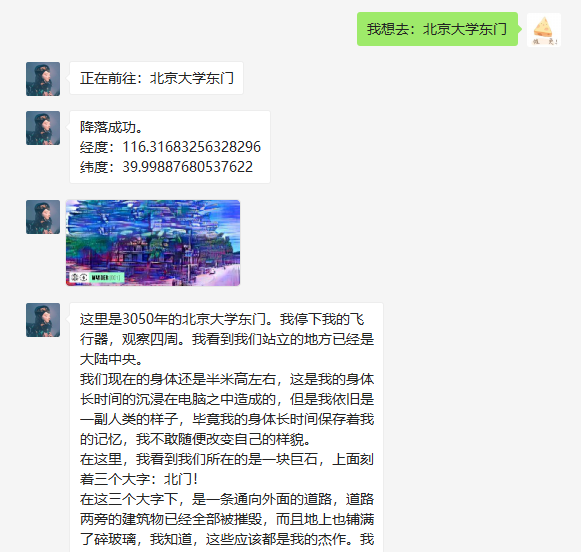 我想去：北京大学东门
正在前往：北京大学东门
降落成功。
经度：116.31683256328296
纬度：39.99887680537622
这里是3050年的北京大学东门。我停下我的飞
行器，观察四周。我看到我们站立的地方已经是
大陆中央。
我们现在的身体还是半米高左右，这是我的身体
长时间的沉浸在电脑之中造成的，但是我依旧是
一副人类的样子，毕竟我的身体长时间保存着我
的记忆，我不敢随便改变自己的样貌。
在这里，我看到我们所在的是一块巨石，上面刻
着三个大字：北门！
在这三个大字下，是一条通向外面的道路，道路
两旁的建筑物已经全部被摧毁，而且地上也铺满
了碎玻璃，我知道，这些应该都是我的杰作。我